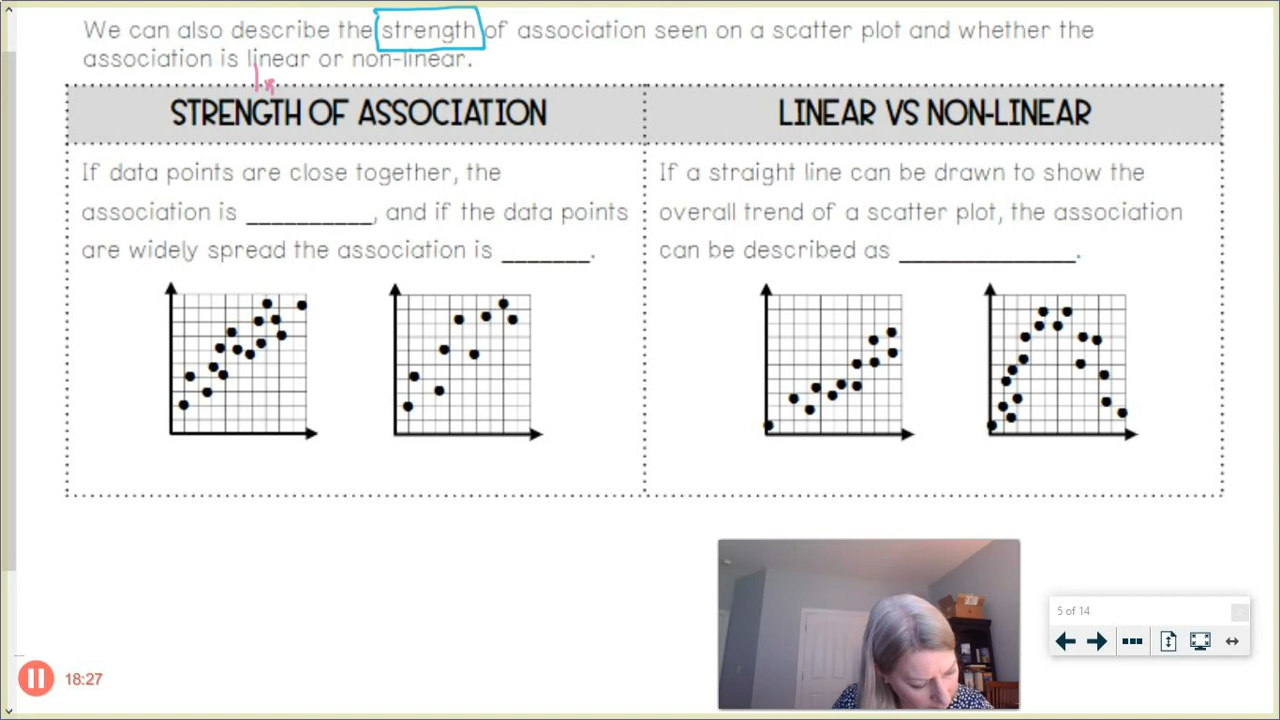 We can also describe the strength of association seen on a scatter plot and whether the
association is linear or non-linear.
STRENGTH OF ASSOCIATION
If data points are close together, the
association is __________, and if the data points
are widely spread the association is _______.
LINEAR VS NON-LINEAR
If a straight line can be drawn to show the
overall trend of a scatter plot, the association
can be described as ______________.
5 of 14
18:27